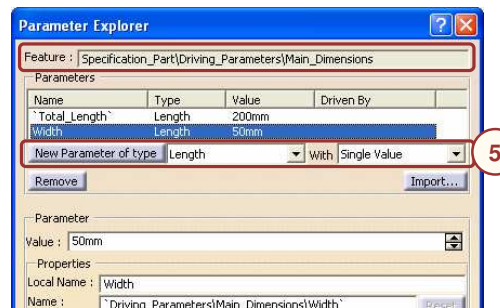 Parameter Explorer
Feature : Specification_Part\Driving_Parameters\Main_Dimensions
Parameters
Name Type Value Driven By
`Total_Length` Length 200mm
Width Length 50mm
New Parameter of type Length With Single Value
5
Remove Import...
Parameter
Value : 50mm
Properties
Local Name : Width
Name : `Driving_Parameters\Main_Dimensions\Width` Reset